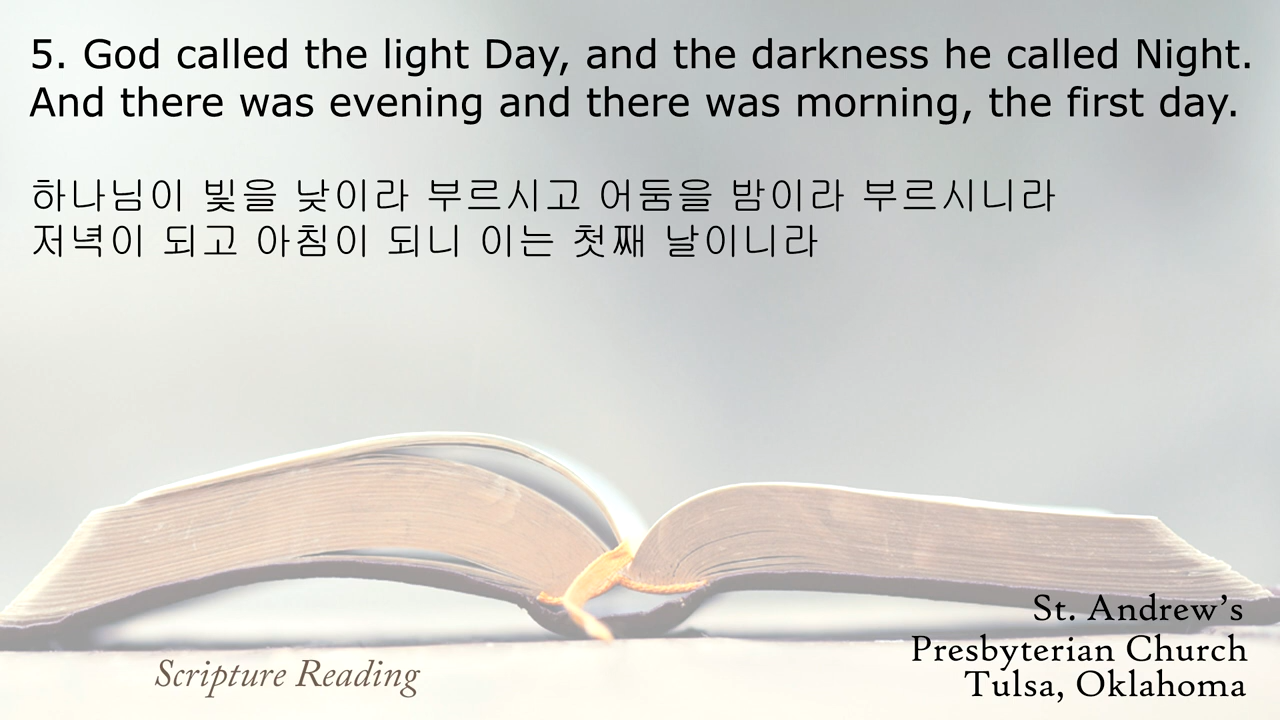 5. God called the light Day, and the darkness he called Night.
And there was evening and there was morning, the first day.
하나님이 빛을 낮이라 부르시고 어둠을 밤이라 부르시니라
저녁이 되고 아침이 되니 이는 첫째 날이니라
St. Andrew’s
Presbyterian Church
Tulsa, Oklahoma
Scripture Reading